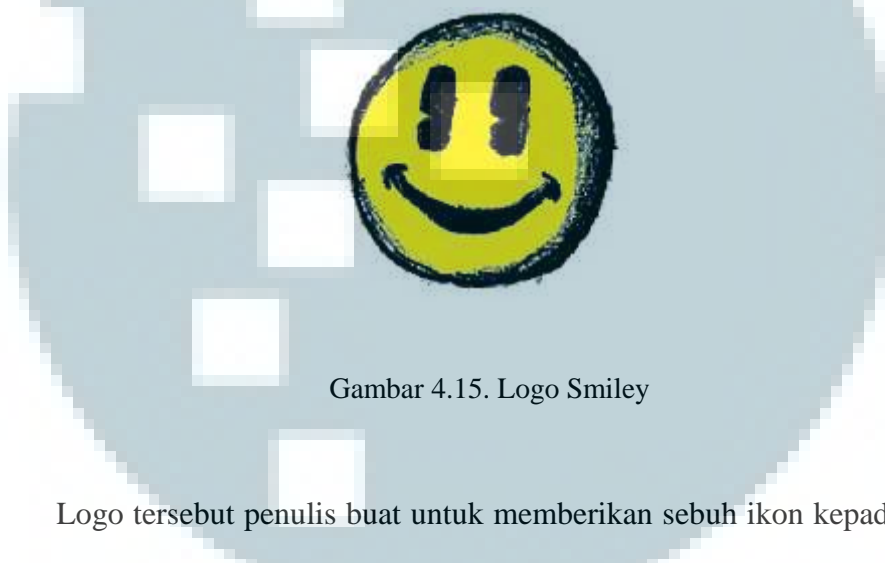 Gambar 4.15. Logo Smiley
Logo tersebut penulis buat untuk memberikan sebuh ikon kepad